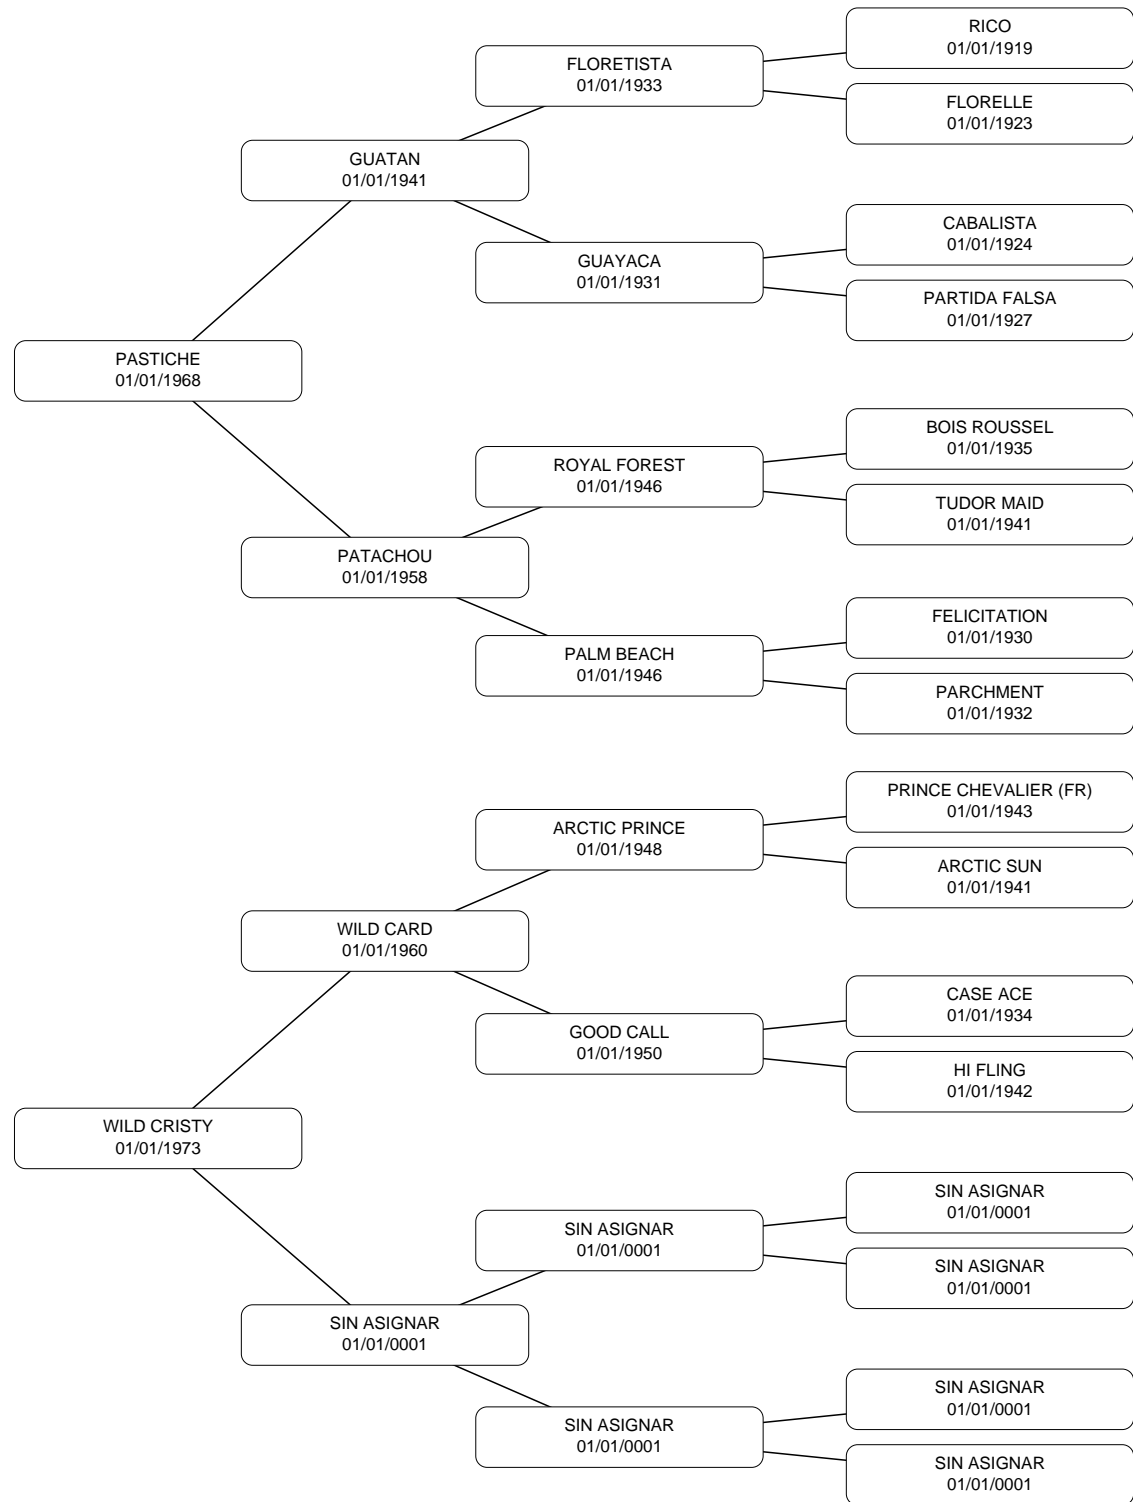 RICO
01/01/1919
FLORETISTA
01/01/1933
FLORELLE
01/01/1923
GUATAN
01/01/1941
CABALISTA
01/01/1924
GUAYACA
01/01/1931
PARTIDA FALSA
01/01/1927
PASTICHE
01/01/1968
BOIS ROUSSEL
01/01/1935
ROYAL FOREST
01/01/1946
TUDOR MAID
01/01/1941
PATACHOU
01/01/1958
FELICITATION
01/01/1930
PALM BEACH
01/01/1946
PARCHMENT
01/01/1932
PRINCE CHEVALIER (FR)
01/01/1943
ARCTIC PRINCE
01/01/1948
ARCTIC SUN
01/01/1941
WILD CARD
01/01/1960
CASE ACE
01/01/1934
GOOD CALL
01/01/1950
HI FLING
01/01/1942
WILD CRISTY
01/01/1973
SIN ASIGNAR
01/01/0001
SIN ASIGNAR
01/01/0001
SIN ASIGNAR
01/01/0001
SIN ASIGNAR
01/01/0001
SIN ASIGNAR
01/01/0001
SIN ASIGNAR
01/01/0001
SIN ASIGNAR
01/01/0001